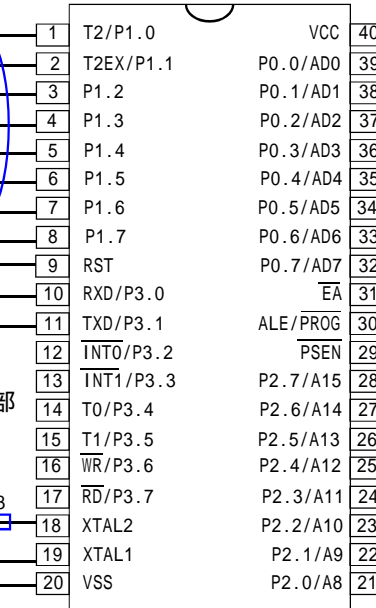 1 T2/P1.0 VCC 40
2 T2EX/P1.1 P0.0/AD0 39
3 P1.2 P0.1/AD1 38
4 P1.3 P0.2/AD2 37
5 P1.4 P0.3/AD3 36
6 P1.5 P0.4/AD4 35
7 P1.6 P0.5/AD5 34
8 P1.7 P0.6/AD6 33
9 RST P0.7/AD7 32
10 RXD/P3.0 EA 31
11 TXD/P3.1 ALE/PROG 30
12 INT0/P3.2 PSEN 29
13 INT1/P3.3 P2.7/A15 28
部 14 T0/P3.4 P2.6/A14 27
15 T1/P3.5 P2.5/A13 26
16 WR/P3.6 P2.4/A12 25
17 RD/P3.7 P2.3/A11 24
18 XTAL2 P2.2/A10 23
19 XTAL1 P2.1/A9 22
20 VSS P2.0/A8 21